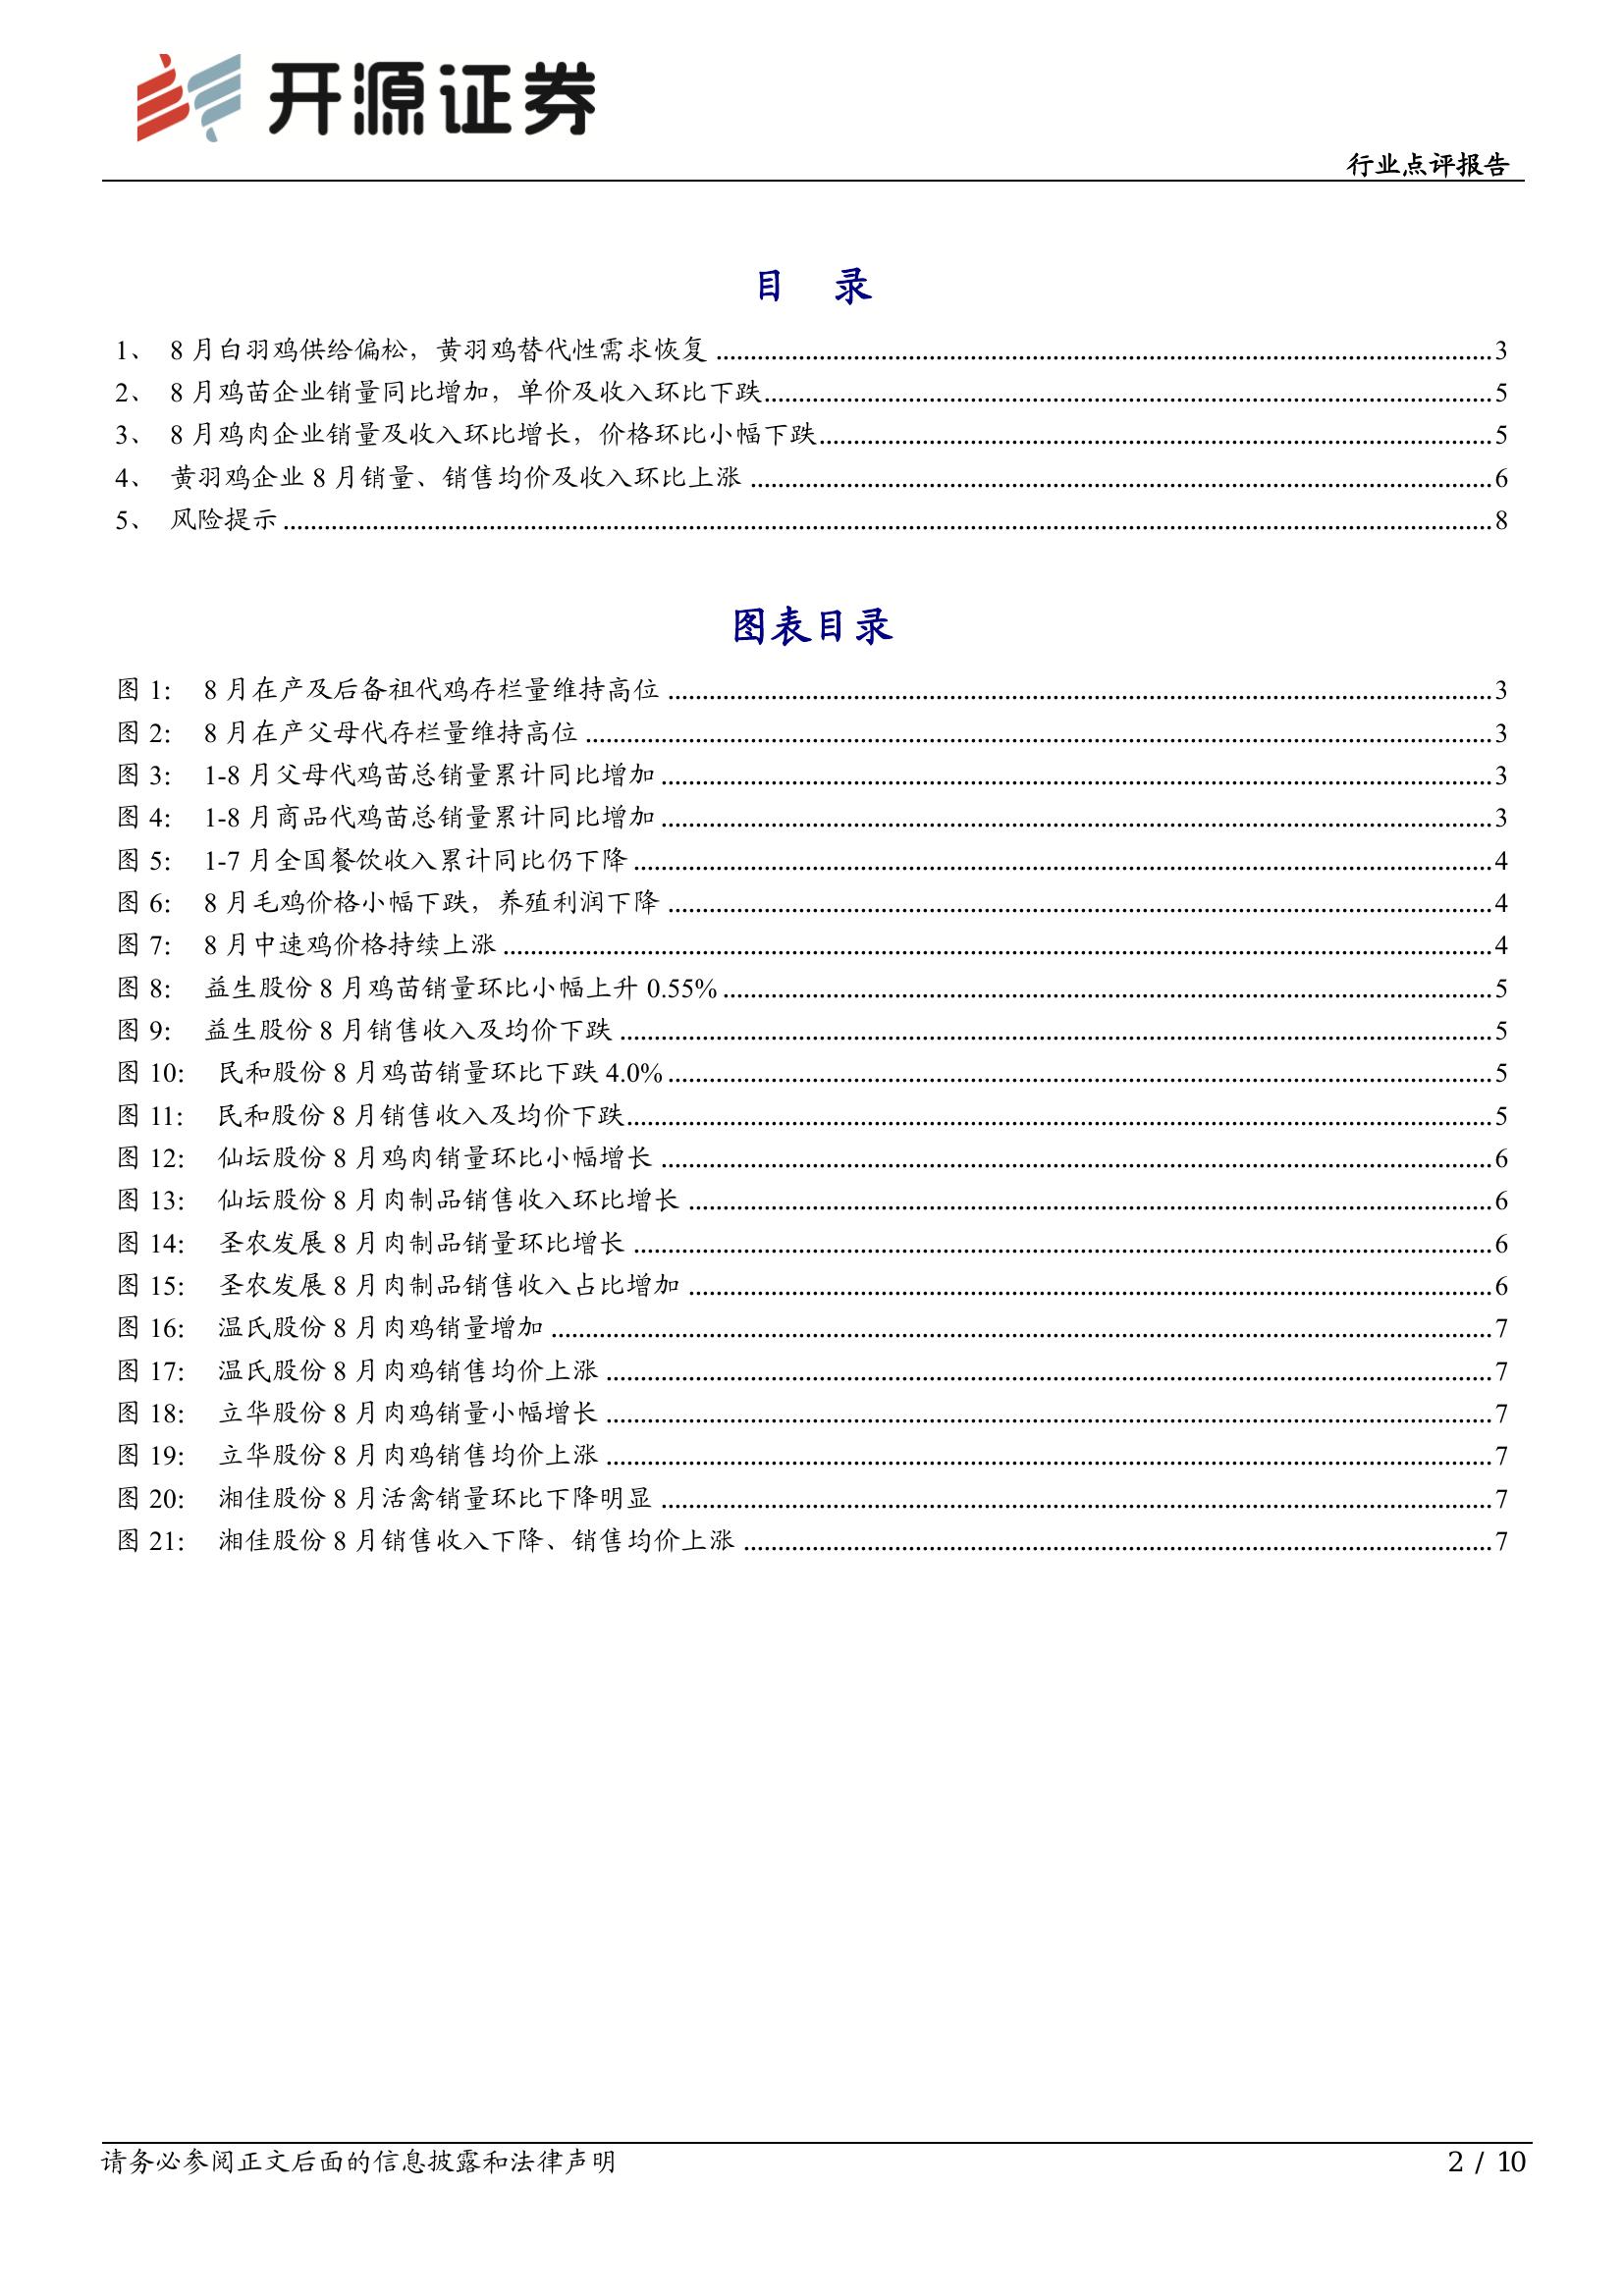 开源证券
行业点评报告
目 录
1、 8 月白羽鸡供给偏松，黄羽鸡替代性需求恢复 ........ 3
2、 8 月鸡苗企业销量同比增加，单价及收入环比下跌 ........ 5
3、 8 月鸡肉企业销量及收入环比增长，价格环比小幅下跌 ........ 5
4、 黄羽鸡企业 8 月销量、销售均价及收入环比上涨 ........ 6
5、 风险提示 ........ 8
图表目录
图 1： 8 月在产及后备祖代鸡存栏量维持高位 ........ 3
图 2： 8 月在产父母代存栏量维持高位 ........ 3
图 3： 1-8 月父母代鸡苗总销量累计同比增加 ........ 3
图 4： 1-8 月商品代鸡苗总销量累计同比增加 ........ 3
图 5： 1-7 月全国餐饮收入累计同比仍下降 ........ 4
图 6： 8 月毛鸡价格小幅下跌，养殖利润下降 ........ 4
图 7： 8 月中速鸡价格持续上涨 ........ 4
图 8： 益生股份 8 月鸡苗销量环比小幅上升 0.55% ........ 5
图 9： 益生股份 8 月销售收入及均价下跌 ........ 5
图 10： 民和股份 8 月鸡苗销量环比下跌 4.0% ........ 5
图 11： 民和股份 8 月销售收入及均价下跌 ........ 5
图 12： 仙坛股份 8 月鸡肉销量环比小幅增长 ........ 6
图 13： 仙坛股份 8 月肉制品销售收入环比增长 ........ 6
图 14： 圣农发展 8 月肉制品销量环比增长 ........ 6
图 15： 圣农发展 8 月肉制品销售收入占比增加 ........ 6
图 16： 温氏股份 8 月肉鸡销量增加 ........ 7
图 17： 温氏股份 8 月肉鸡销售均价上涨 ........ 7
图 18： 立华股份 8 月肉鸡销量小幅增长 ........ 7
图 19： 立华股份 8 月肉鸡销售均价上涨 ........ 7
图 20： 湘佳股份 8 月活禽销量环比下降明显 ........ 7
图 21： 湘佳股份 8 月销售收入下降、销售均价上涨 ........ 7
请务必参阅正文后面的信息披露和法律声明
2 / 10